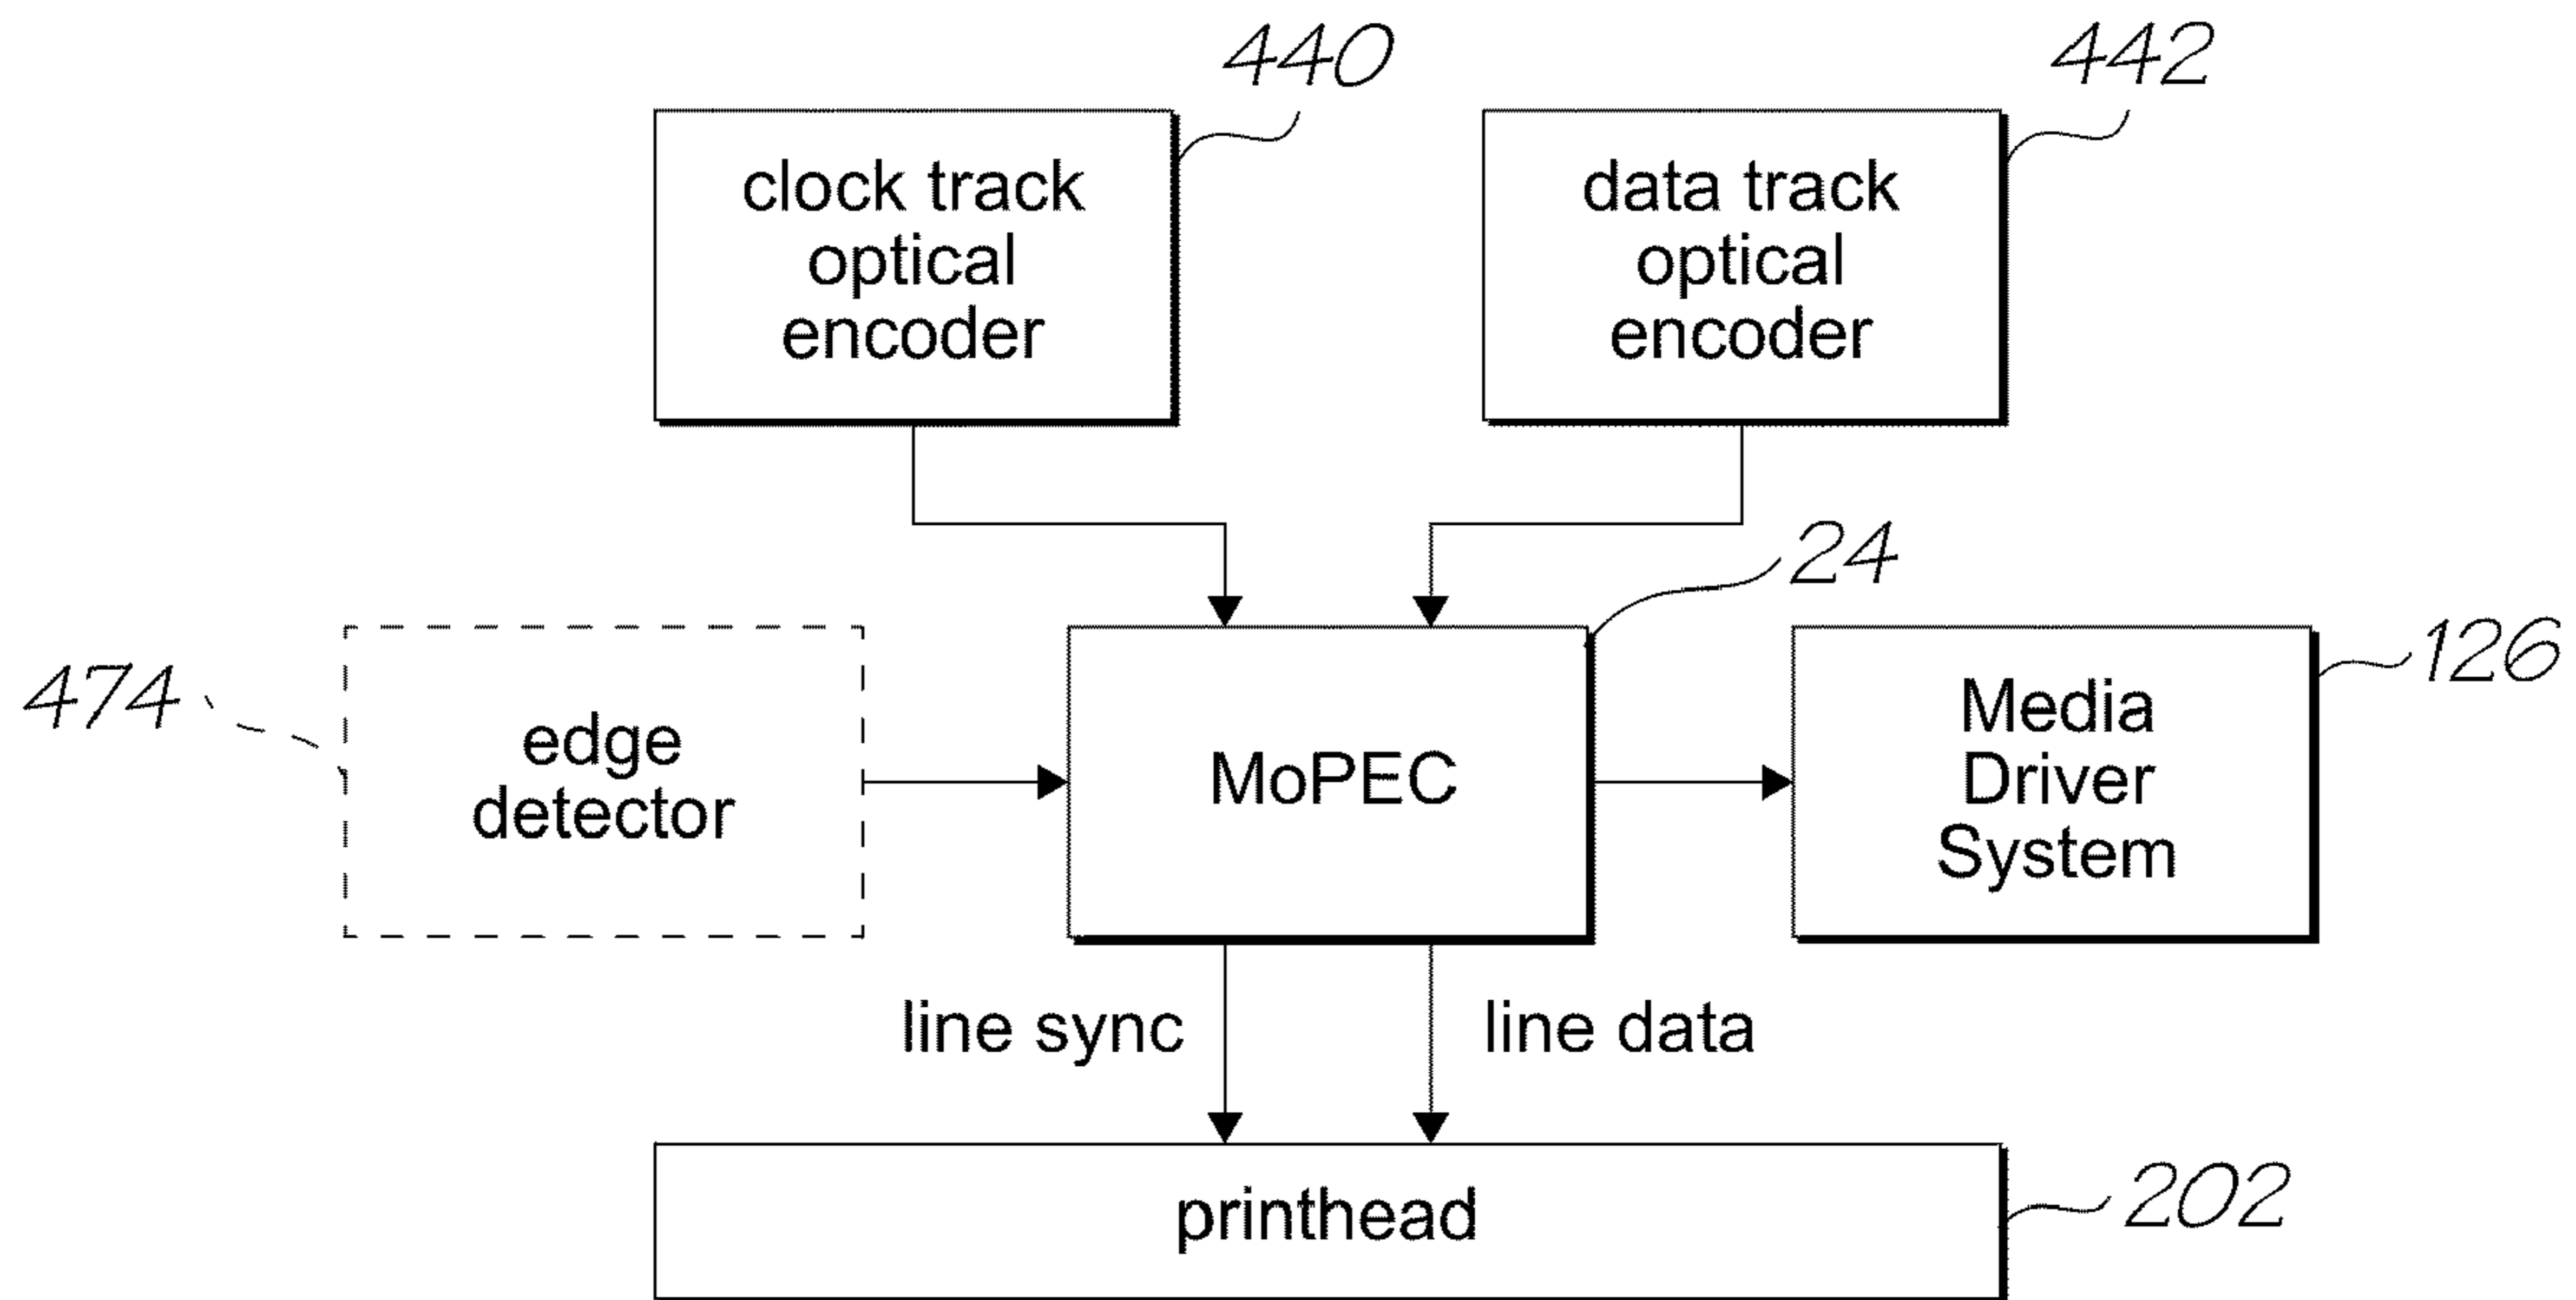 440
442
clock track
optical
encoder
data track
optical
encoder
24
474
edge
detector
MoPEC
126
Media
Driver
System
line sync
line data
printhead
202